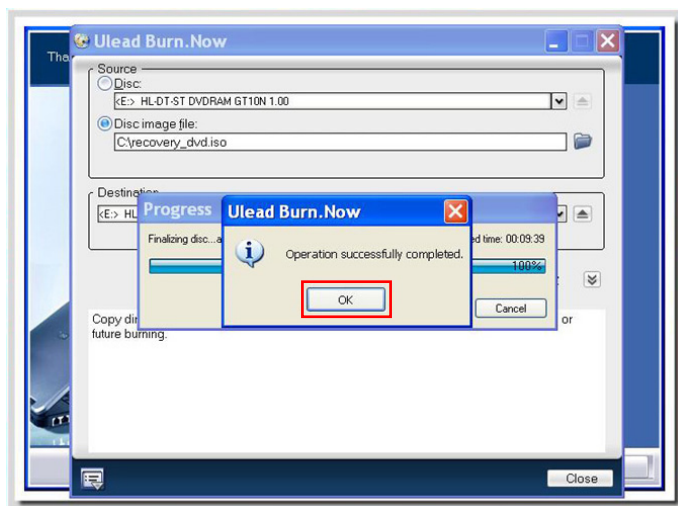 Ulead Burn.Now
Tha
Source
Disc:
<E:> HL-DT-ST DVDRAM GT10N 1.00
Disc image file:
C:\recovery_dvd.iso
Destination
<E:> HL
Progress
Ulead Burn.Now
Finalizing disc...a
ed time: 00:09:39
Operation successfully completed.
100%
OK
Cancel
Copy dir
or
future burning.
Close